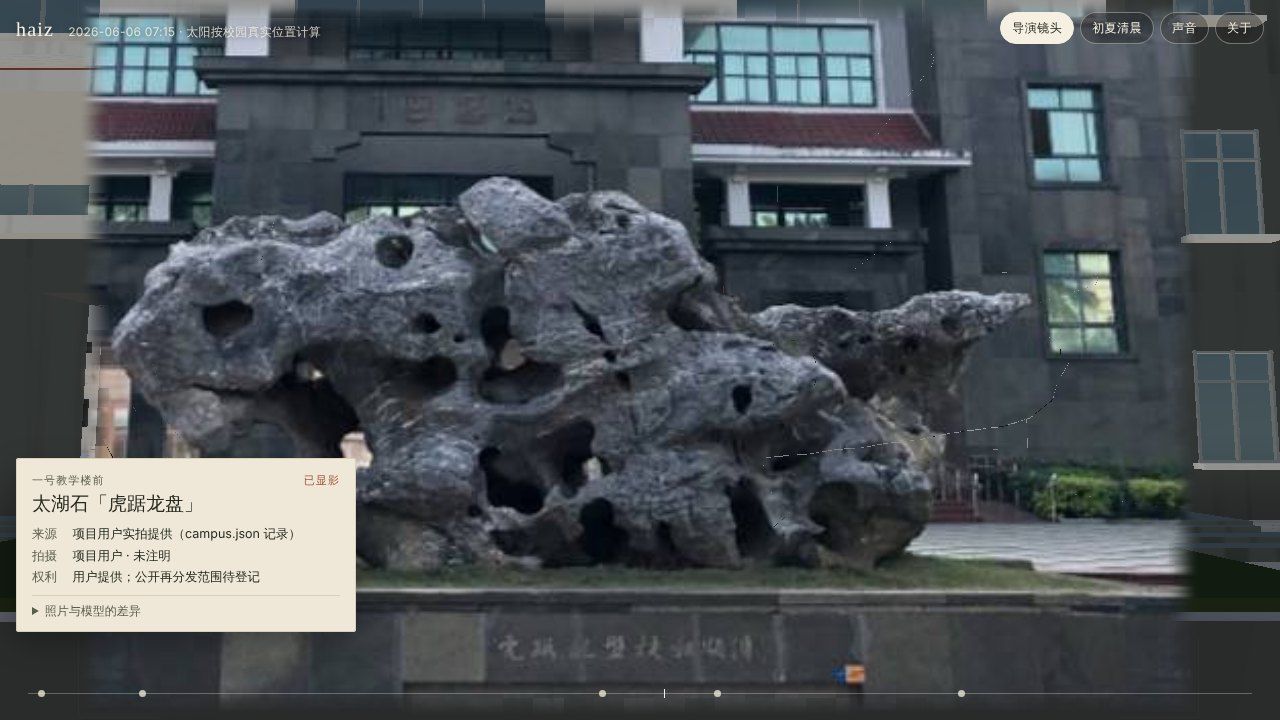 haiz
2026-06-06 07:15 · 太阳按校园真实位置计算
导演镜头
初夏清晨
声音
关于
一号教学楼前
已显影
太湖石「虎踞龙盘」
来源 项目用户实拍提供（campus.json 记录）
拍摄 项目用户 · 未注明
权利 用户提供；公开再分发范围待登记
▶ 照片与模型的差异